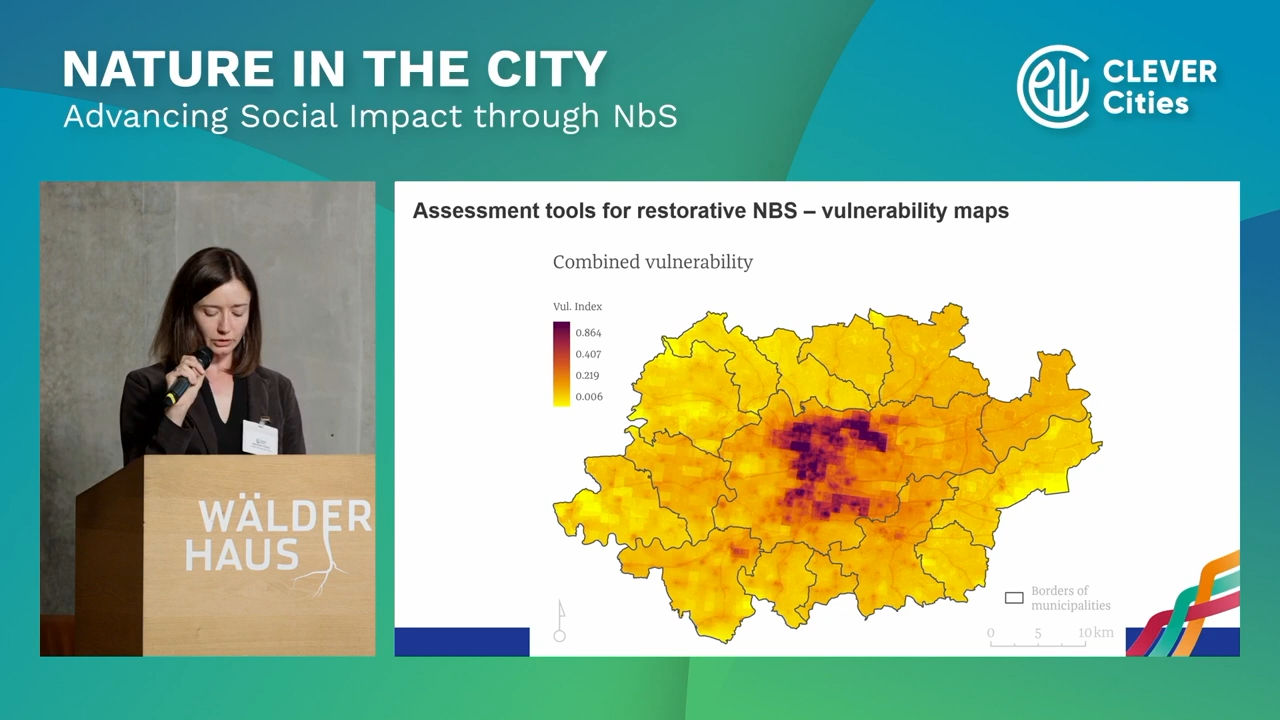 NATURE IN THE CITY
Advancing Social Impact through NbS
CLEVER
Cities
WÄLDER
HAUS
Assessment tools for restorative NBS – vulnerability maps
Combined vulnerability
Vul. Index
0.864
0.407
0.219
0.006
Borders of
municipalities
0 5 10 km